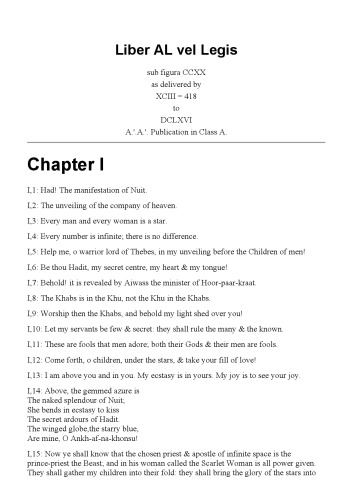 Liber AL vel Legis
sub figura CCXX
as delivered by
XCIII = 418
to
DCLXVI
A.'.A.'. Publication in Class A.
Chapter I
I,1: Had! The manifestation of Nuit.
I,2: The unveiling of the company of heaven.
I,3: Every man and every woman is a star.
I,4: Every number is infinite; there is no difference.
I,5: Help me, o warrior lord of Thebes, in my unveiling before the Children of men!
I,6: Be thou Hadit, my secret centre, my heart & my tongue!
I,7: Behold! it is revealed by Aiwass the minister of Hoor-paar-kraat.
I,8: The Khabs is in the Khu, not the Khu in the Khabs.
I,9: Worship then the Khabs, and behold my light shed over you!
I,10: Let my servants be few & secret: they shall rule the many & the known.
I,11: These are fools that men adore; both their Gods & their men are fools.
I,12: Come forth, o children, under the stars, & take your fill of love!
I,13: I am above you and in you. My ecstasy is in yours. My joy is to see your joy.
I,14: Above, the gemmed azure is
The naked splendour of Nuit;
She bends in ecstasy to kiss
The secret ardours of Hadit.
The winged globe,the starry blue,
Are mine, O Ankh-af-na-khonsu!
I,15: Now ye shall know that the chosen priest & apostle of infinite space is the
prince-priest the Beast; and in his woman called the Scarlet Woman is all power given.
They shall gather my children into their fold: they shall bring the glory of the stars into